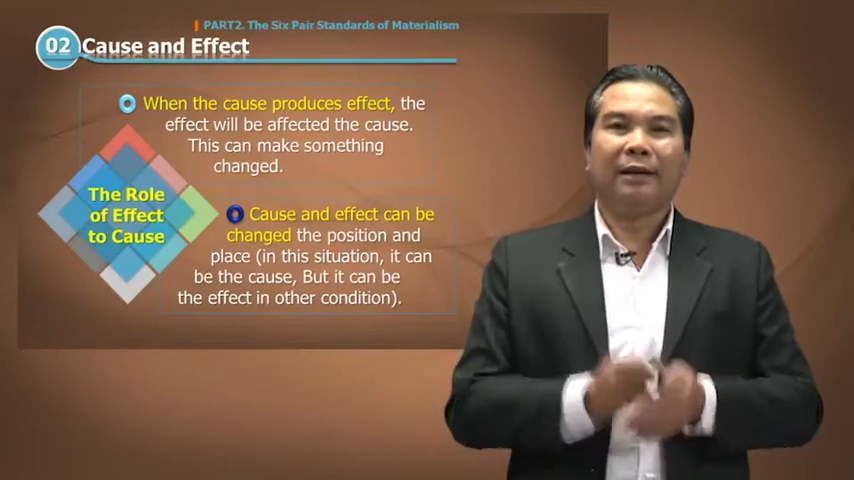 PART2. The Six Pair Standards of Materialism
02 Cause and Effect
When the cause produces effect, the
effect will be affected the cause.
This can make something
changed.
The Role
of Effect
to Cause
Cause and effect can be
changed the position and
place (in this situation, it can
be the cause, But it can be
the effect in other condition).